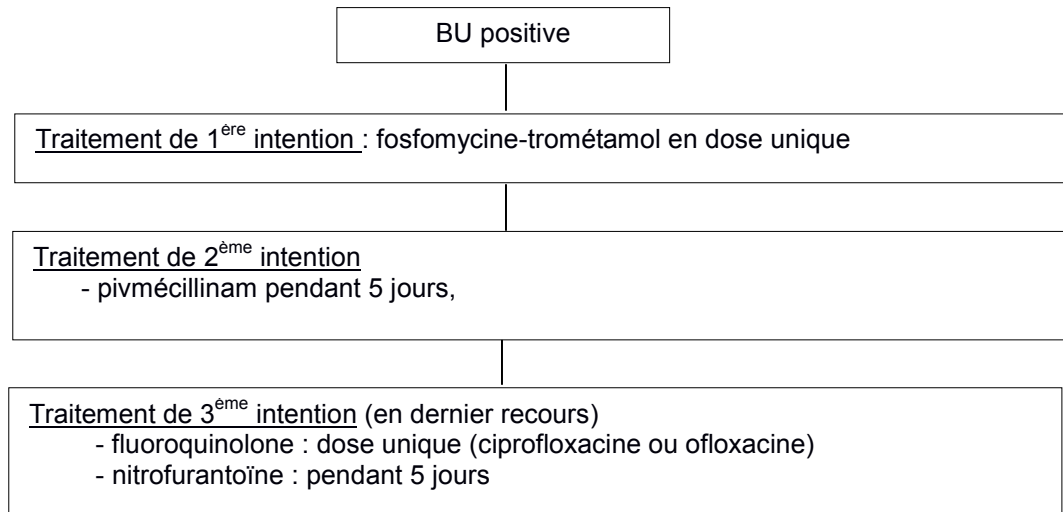 BU positive
Traitement de 1ère intention : fosfomycine-trométamol en dose unique
Traitement de 2ème intention
- pivmécillinam pendant 5 jours,
Traitement de 3ème intention (en dernier recours)
- fluoroquinolone : dose unique (ciprofloxacine ou ofloxacine)
- nitrofurantoïne : pendant 5 jours